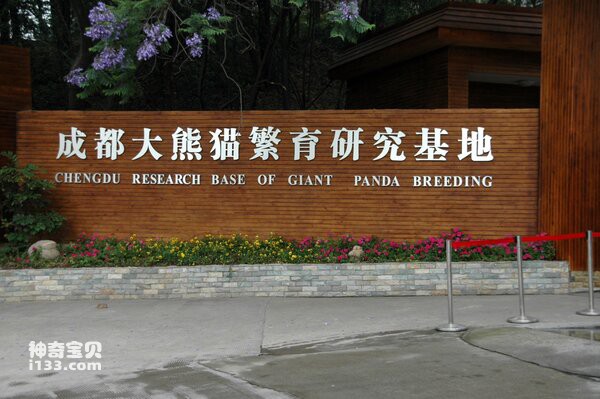 成都大熊猫繁育研究基地
CHENGDU RESEARCH BASE OF GIANT PANDA BREEDING
神奇宝贝
i133.com